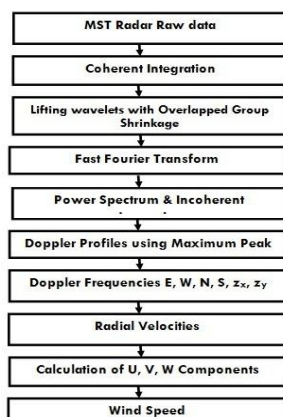 MST Radar Raw data
Coherent Integration
Lifting wavelets with Overlapped Group
Shrinkage
Fast Fourier Transform
Power Spectrum & Incoherent
Doppler Profiles using Maximum Peak
Doppler Frequencies E, W, N, S, zx, zy
Radial Velocities
Calculation of U, V, W Components
Wind Speed